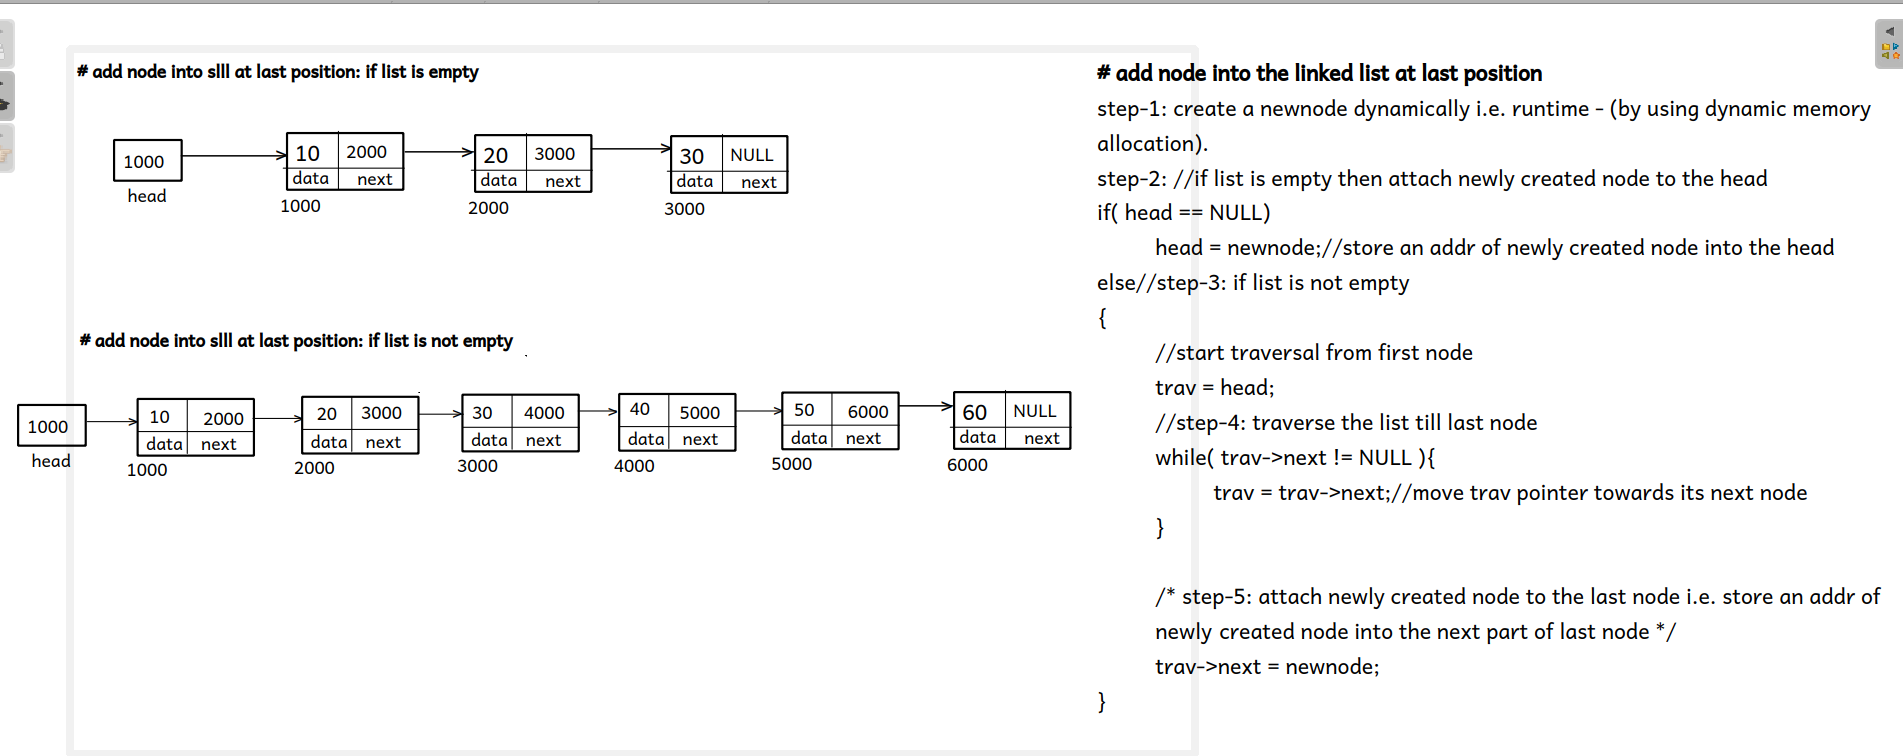 # add node into slll at last position: if list is empty
1000
head
10 2000
data next
1000
20 3000
data next
2000
30 NULL
data next
3000
# add node into slll at last position: if list is not empty
1000
head
10 2000
data next
1000
20 3000
data next
2000
30 4000
data next
3000
40 5000
data next
4000
50 6000
data next
5000
60 NULL
data next
6000
# add node into the linked list at last position
step-1: create a newnode dynamically i.e. runtime - (by using dynamic memory
allocation).
step-2: //if list is empty then attach newly created node to the head
if( head == NULL)
head = newnode;//store an addr of newly created node into the head
else//step-3: if list is not empty
{
//start traversal from first node
trav = head;
//step-4: traverse the list till last node
while( trav->next != NULL ){
trav = trav->next;//move trav pointer towards its next node
}
/* step-5: attach newly created node to the last node i.e. store an addr of
newly created node into the next part of last node */
trav->next = newnode;
}